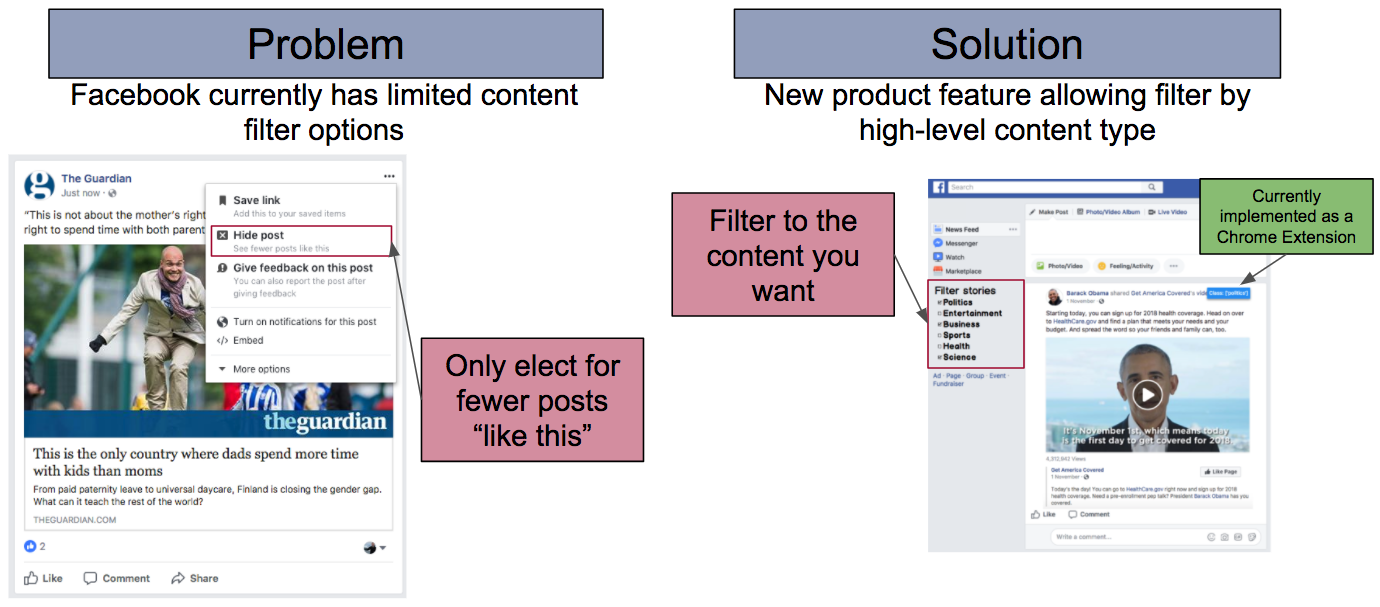 Problem
Facebook currently has limited content
filter options
The Guardian
Just now
"This is not about the mother's right
right to spend time with both parent
Save link
Add this to your saved items
Hide post
See fewer posts like this
Give feedback on this post
You can also report the post after
giving feedback
Turn on notifications for this post
</> Embed
More options
theguardian
This is the only country where dads spend more time
with kids than moms
From paid paternity leave to universal daycare, Finland is closing the gender gap.
What can it teach the rest of the world?
THEGUARDIAN.COM
2
Like Comment Share
Only elect for
fewer posts
“like this”
Solution
New product feature allowing filter by
high-level content type
Filter to the
content you
want
Currently
implemented as a
Chrome Extension
Search
Make Post Photo/Video Album Live Video
News Feed
Messenger
Watch
Marketplace
Photo/Video Feeling/Activity
Filter stories
Politics
Entertainment
Business
Sports
Health
Science
Ad · Page · Group · Event ·
Fundraiser
Barack Obama shared Get America Covered's vide
1 November
Class: ['politics']
Starting today, you can sign up for 2018 health coverage. Head on over
to HealthCare.gov and find a plan that meets your needs and your
budget. And spread the word so your friends and family can, too.
It's November 1st, which means today
is the first day to get covered for 2018.
Views
Get America Covered
1 November
Like Page
Today's the day! You can go to HealthCare.gov right now and sign up for 2018
health coverage. Need a pre-enrollment pep talk? President Barack Obama has you
covered.
Like Comment
Write a comment...